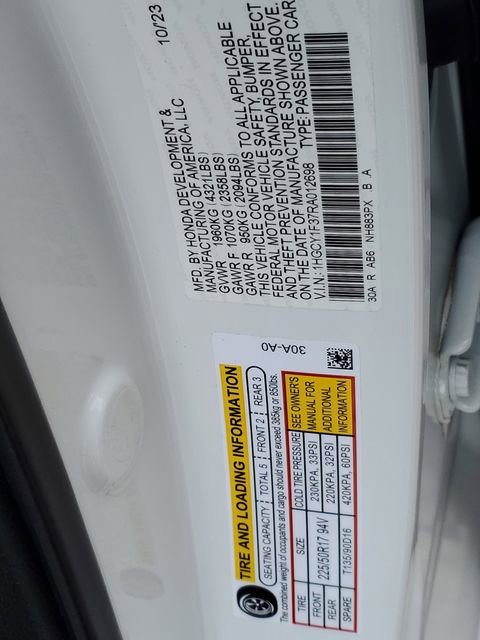 MFD. BY HONDA DEVELOPMENT & 10/'23
MANUFACTURING OF AMERICA, LLC
GVWR 1960KG (4321LBS)
GAWR F 1070KG (2358LBS)
GAWR R 950KG (2094LBS)
THIS VEHICLE CONFORMS TO ALL APPLICABLE
FEDERAL MOTOR VEHICLE SAFETY, BUMPER,
AND THEFT PREVENTION STANDARDS IN EFFECT
ON THE DATE OF MANUFACTURE SHOWN ABOVE.
V.I.N.: 1HGCY1F37RA012698 TYPE: PASSENGER CAR
30A R AB6 NH883PX B A
TIRE AND LOADING INFORMATION 30A-A0
SEATING CAPACITY TOTAL 5 FRONT 2 REAR 3
The combined weight of occupants and cargo should never exceed 385kg or 850lbs.
TIRE SIZE COLD TIRE PRESSURE SEE OWNER'S
FRONT 225/50R17 94V 230KPA, 33PSI MANUAL FOR
REAR 220KPA, 32PSI ADDITIONAL
SPARE T135/90D16 420KPA, 60PSI INFORMATION